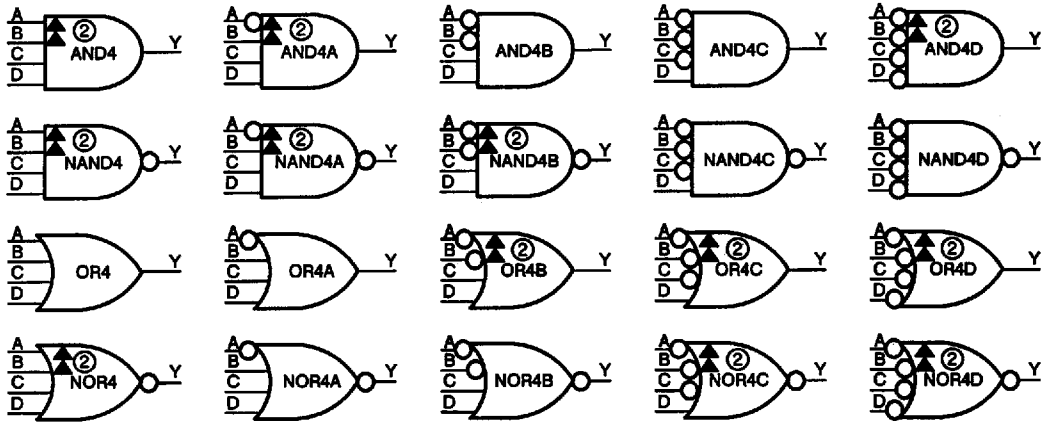 A B C D ② AND4 Y
A B C D ② AND4A Y
A B C D AND4B Y
A B C D AND4C Y
A B C D ② AND4D Y
A B C D ② NAND4 Y
A B C D ② NAND4A Y
A B C D ② NAND4B Y
A B C D NAND4C Y
A B C D NAND4D Y
A B C D OR4 Y
A B C D OR4A Y
A B C D ② OR4B Y
A B C D ② OR4C Y
A B C D ② OR4D Y
A B C D ② NOR4 Y
A B C D NOR4A Y
A B C D NOR4B Y
A B C D ② NOR4C Y
A B C D ② NOR4D Y